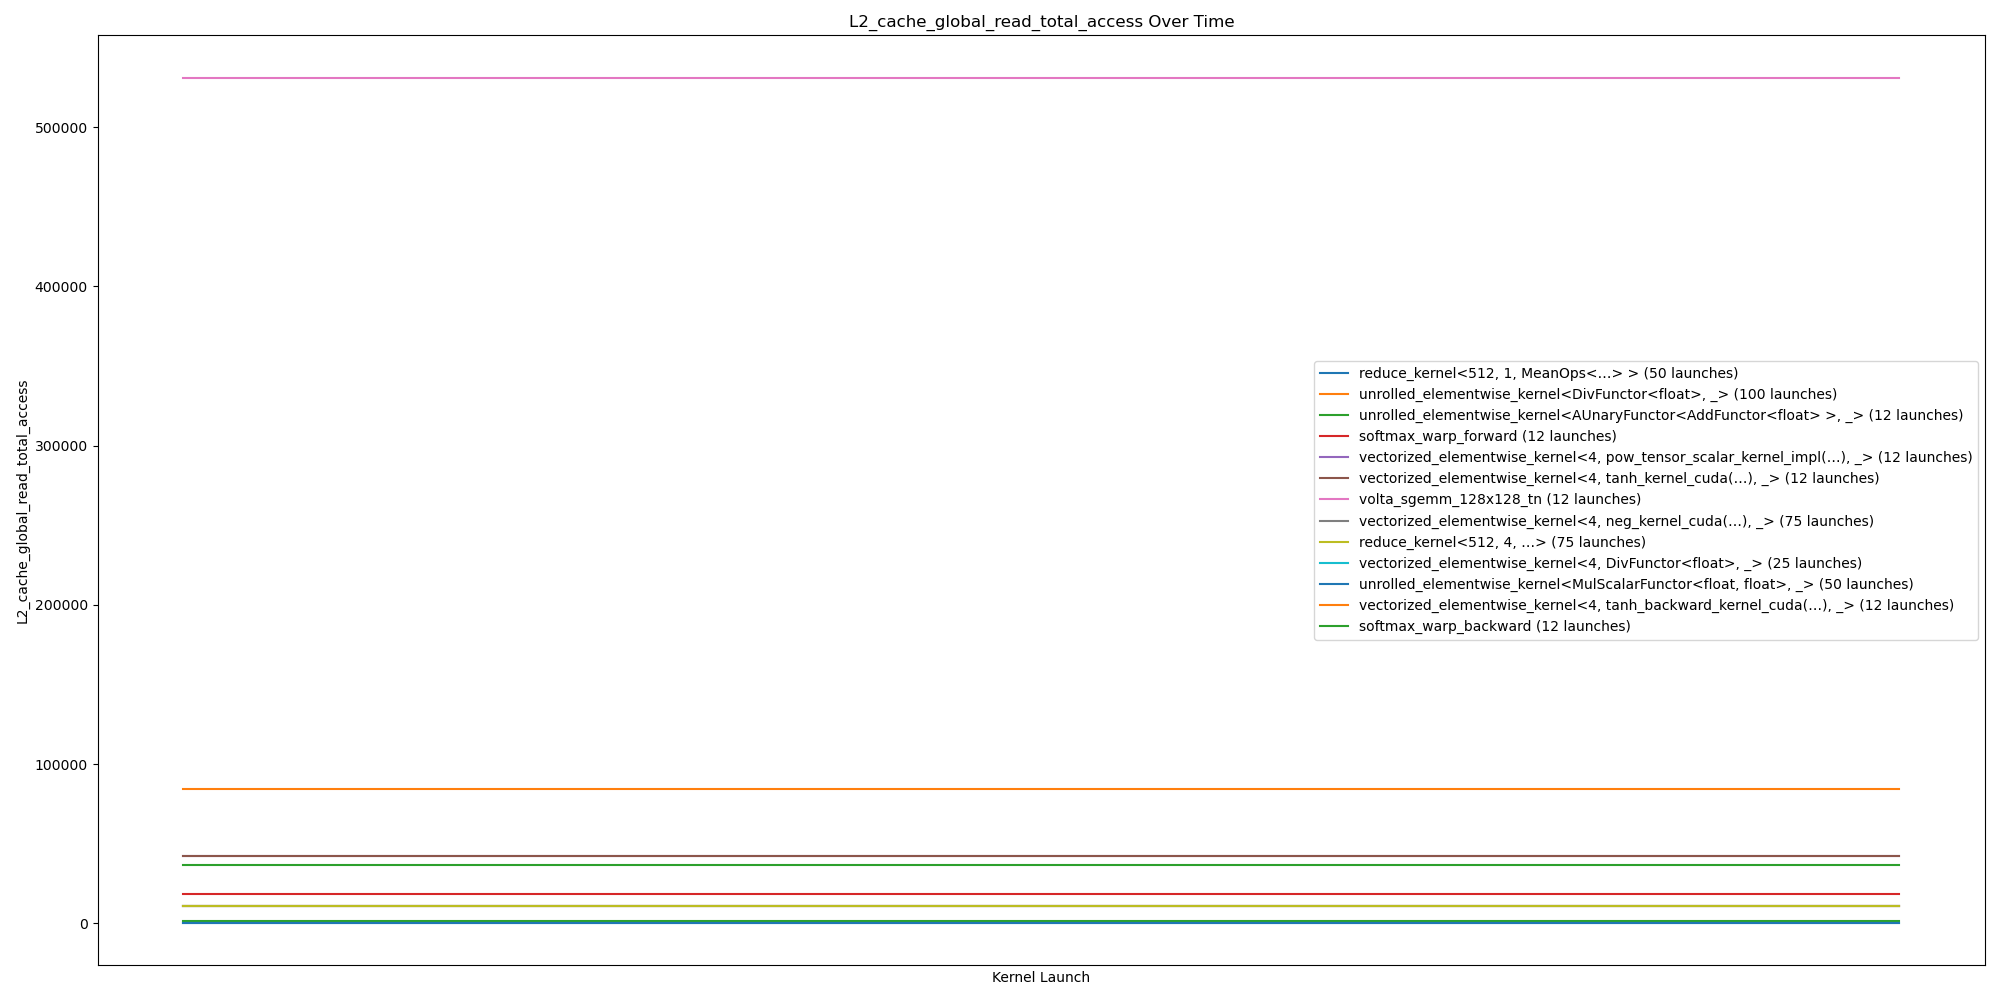 L2_cache_global_read_total_access Over Time
L2_cache_global_read_total_access
500000
400000
300000
200000
100000
0
reduce_kernel<512, 1, MeanOps<...> > (50 launches)
unrolled_elementwise_kernel<DivFunctor<float>, _> (100 launches)
unrolled_elementwise_kernel<AUnaryFunctor<AddFunctor<float> >, _> (12 launches)
softmax_warp_forward (12 launches)
vectorized_elementwise_kernel<4, pow_tensor_scalar_kernel_impl(...), _> (12 launches)
vectorized_elementwise_kernel<4, tanh_kernel_cuda(...), _> (12 launches)
volta_sgemm_128x128_tn (12 launches)
vectorized_elementwise_kernel<4, neg_kernel_cuda(...), _> (75 launches)
reduce_kernel<512, 4, ...> (75 launches)
vectorized_elementwise_kernel<4, DivFunctor<float>, _> (25 launches)
unrolled_elementwise_kernel<MulScalarFunctor<float, float>, _> (50 launches)
vectorized_elementwise_kernel<4, tanh_backward_kernel_cuda(...), _> (12 launches)
softmax_warp_backward (12 launches)
Kernel Launch